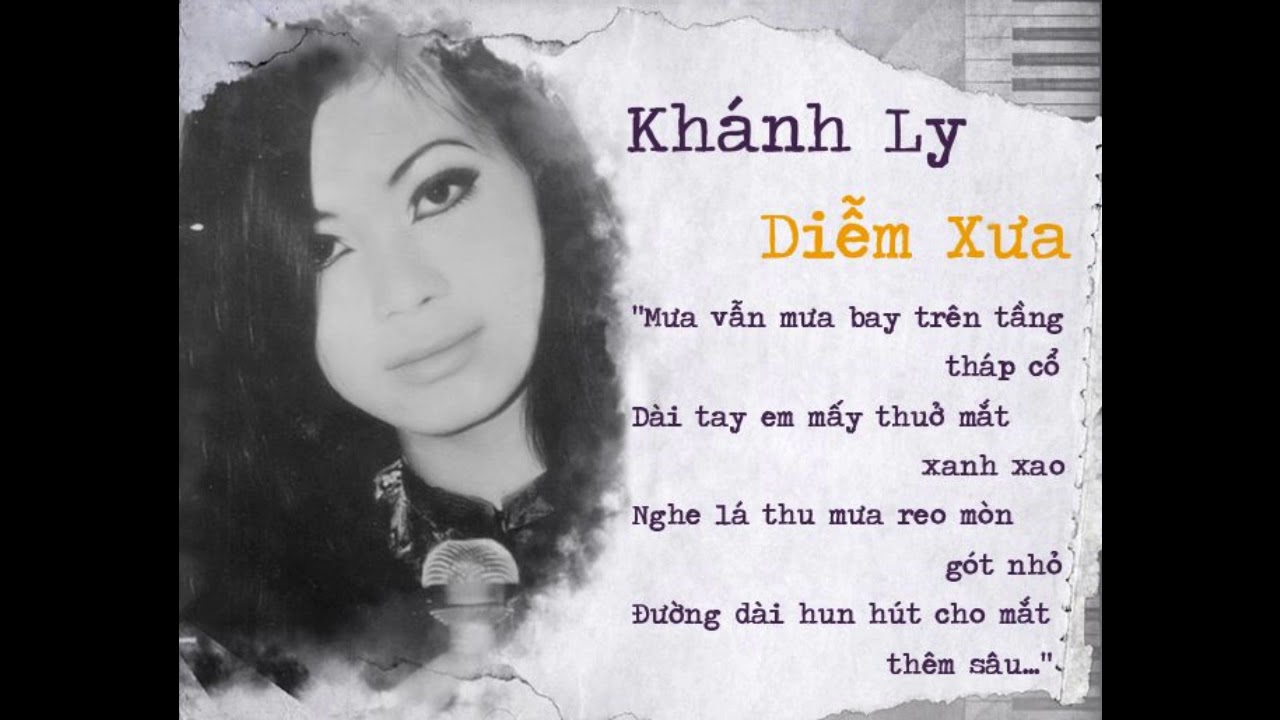 Khánh Ly
Diễm Xưa
"Mưa vẫn mưa bay trên tầng
tháp cổ
Dài tay em mấy thuở mắt
xanh xao
Nghe lá thu mưa reo mòn
gót nhỏ
Đường dài hun hút cho mắt
thêm sâu..."